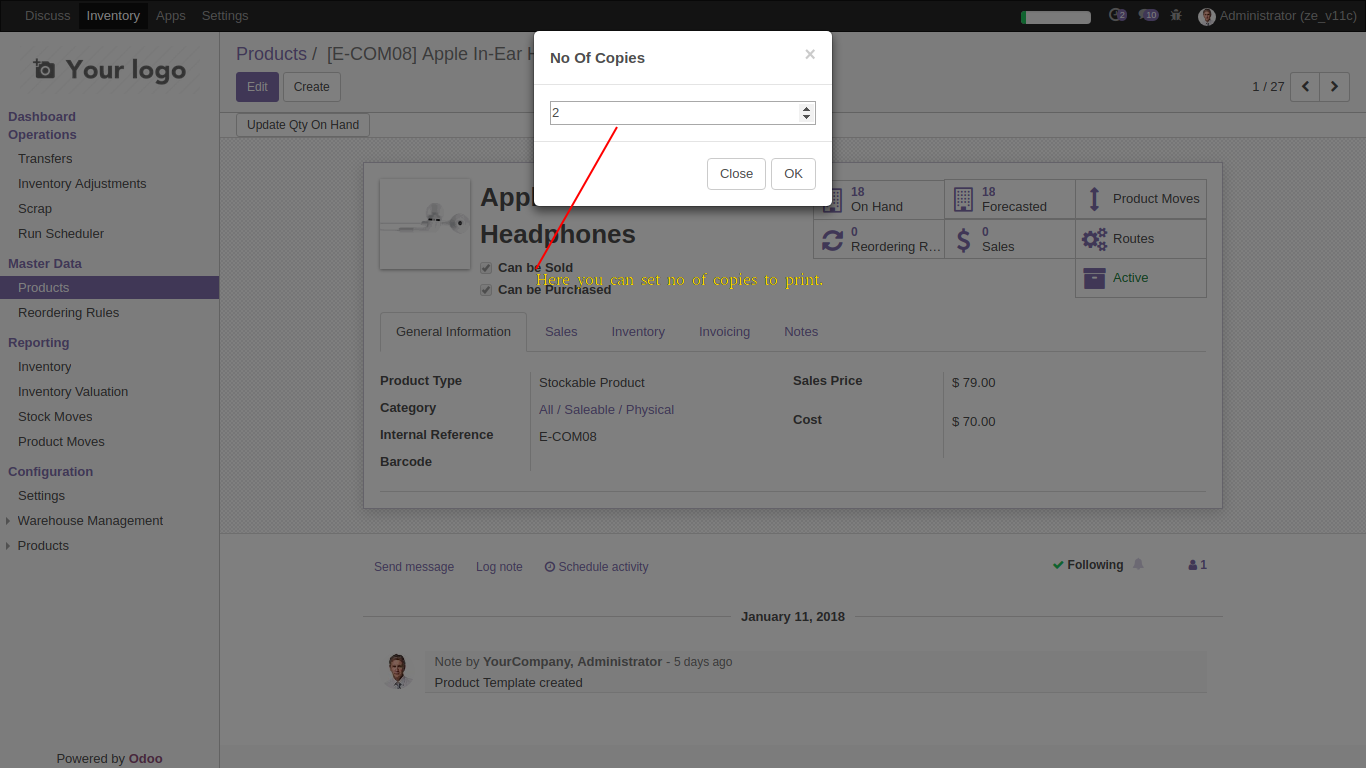 Discuss Inventory Apps Settings 2 10 Administrator (ze_v11c)
Your logo
Dashboard
Operations
Transfers
Inventory Adjustments
Scrap
Run Scheduler
Master Data
Products
Reordering Rules
Reporting
Inventory
Inventory Valuation
Stock Moves
Product Moves
Configuration
Settings
Warehouse Management
Products
Powered by Odoo
Products / [E-COM08] Apple In-Ear
Edit Create 1 / 27
Update Qty On Hand
No Of Copies ×
2
Close OK
Headphones
Can be Sold
Can be Purchased
Here you can set no of copies to print.
18
On Hand
18
Forecasted
Product Moves
0
Reordering R...
0
Sales
Routes
Active
General Information Sales Inventory Invoicing Notes
Product Type Stockable Product
Category All / Saleable / Physical
Internal Reference E-COM08
Barcode
Sales Price $ 79.00
Cost $ 70.00
Send message Log note Schedule activity Following 1
January 11, 2018
Note by YourCompany, Administrator - 5 days ago
Product Template created